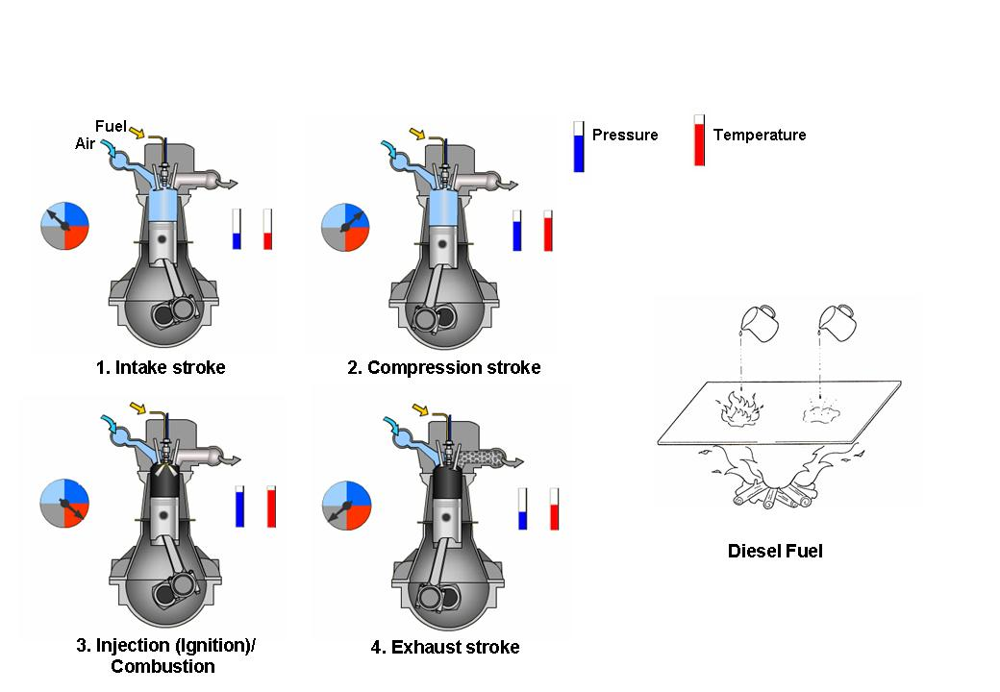 Fuel
Air
Pressure
Temperature
1. Intake stroke
2. Compression stroke
3. Injection (Ignition)/
Combustion
4. Exhaust stroke
Diesel Fuel